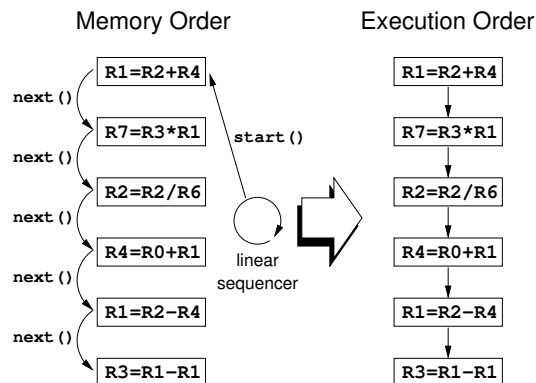 Memory Order
Execution Order
R1=R2+R4
next()
R7=R3*R1
next()
R2=R2/R6
next()
R4=R0+R1
next()
R1=R2−R4
next()
R3=R1−R1
start()
linear
sequencer
R1=R2+R4
R7=R3*R1
R2=R2/R6
R4=R0+R1
R1=R2−R4
R3=R1−R1